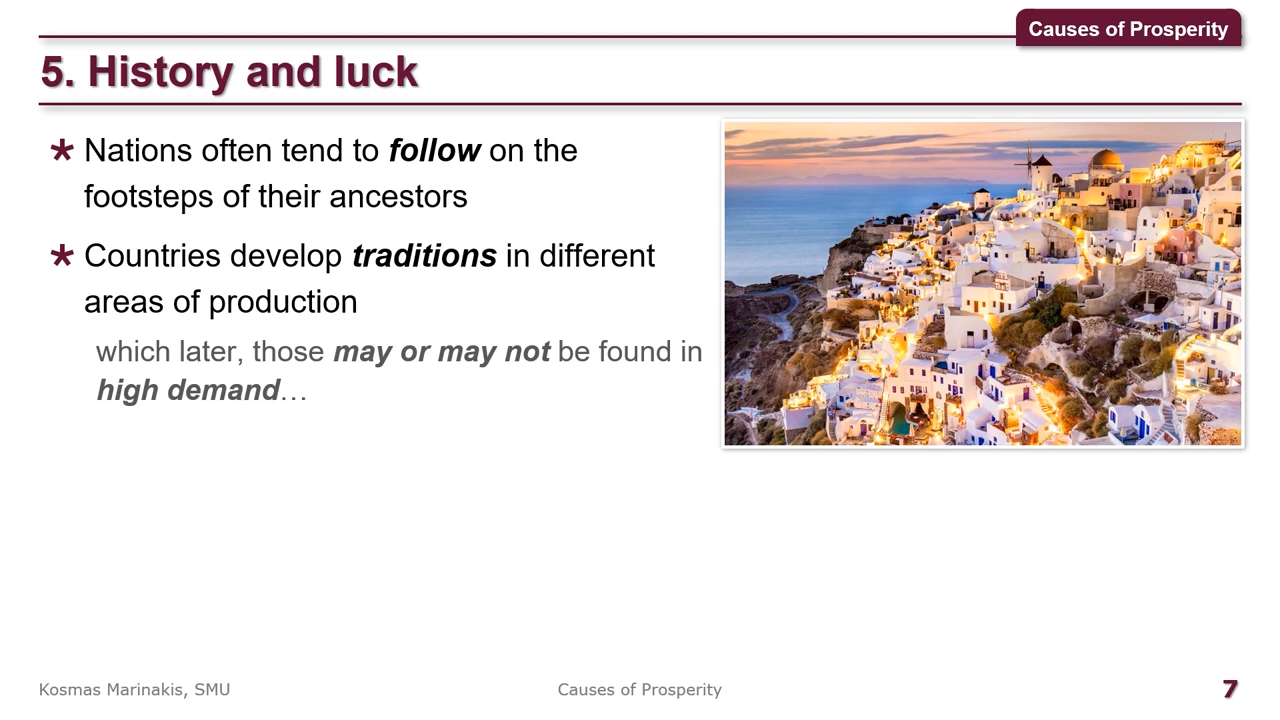 Causes of Prosperity
5. History and luck
* Nations often tend to follow on the
footsteps of their ancestors
* Countries develop traditions in different
areas of production
which later, those may or may not be found in
high demand…
Kosmas Marinakis, SMU
Causes of Prosperity
7